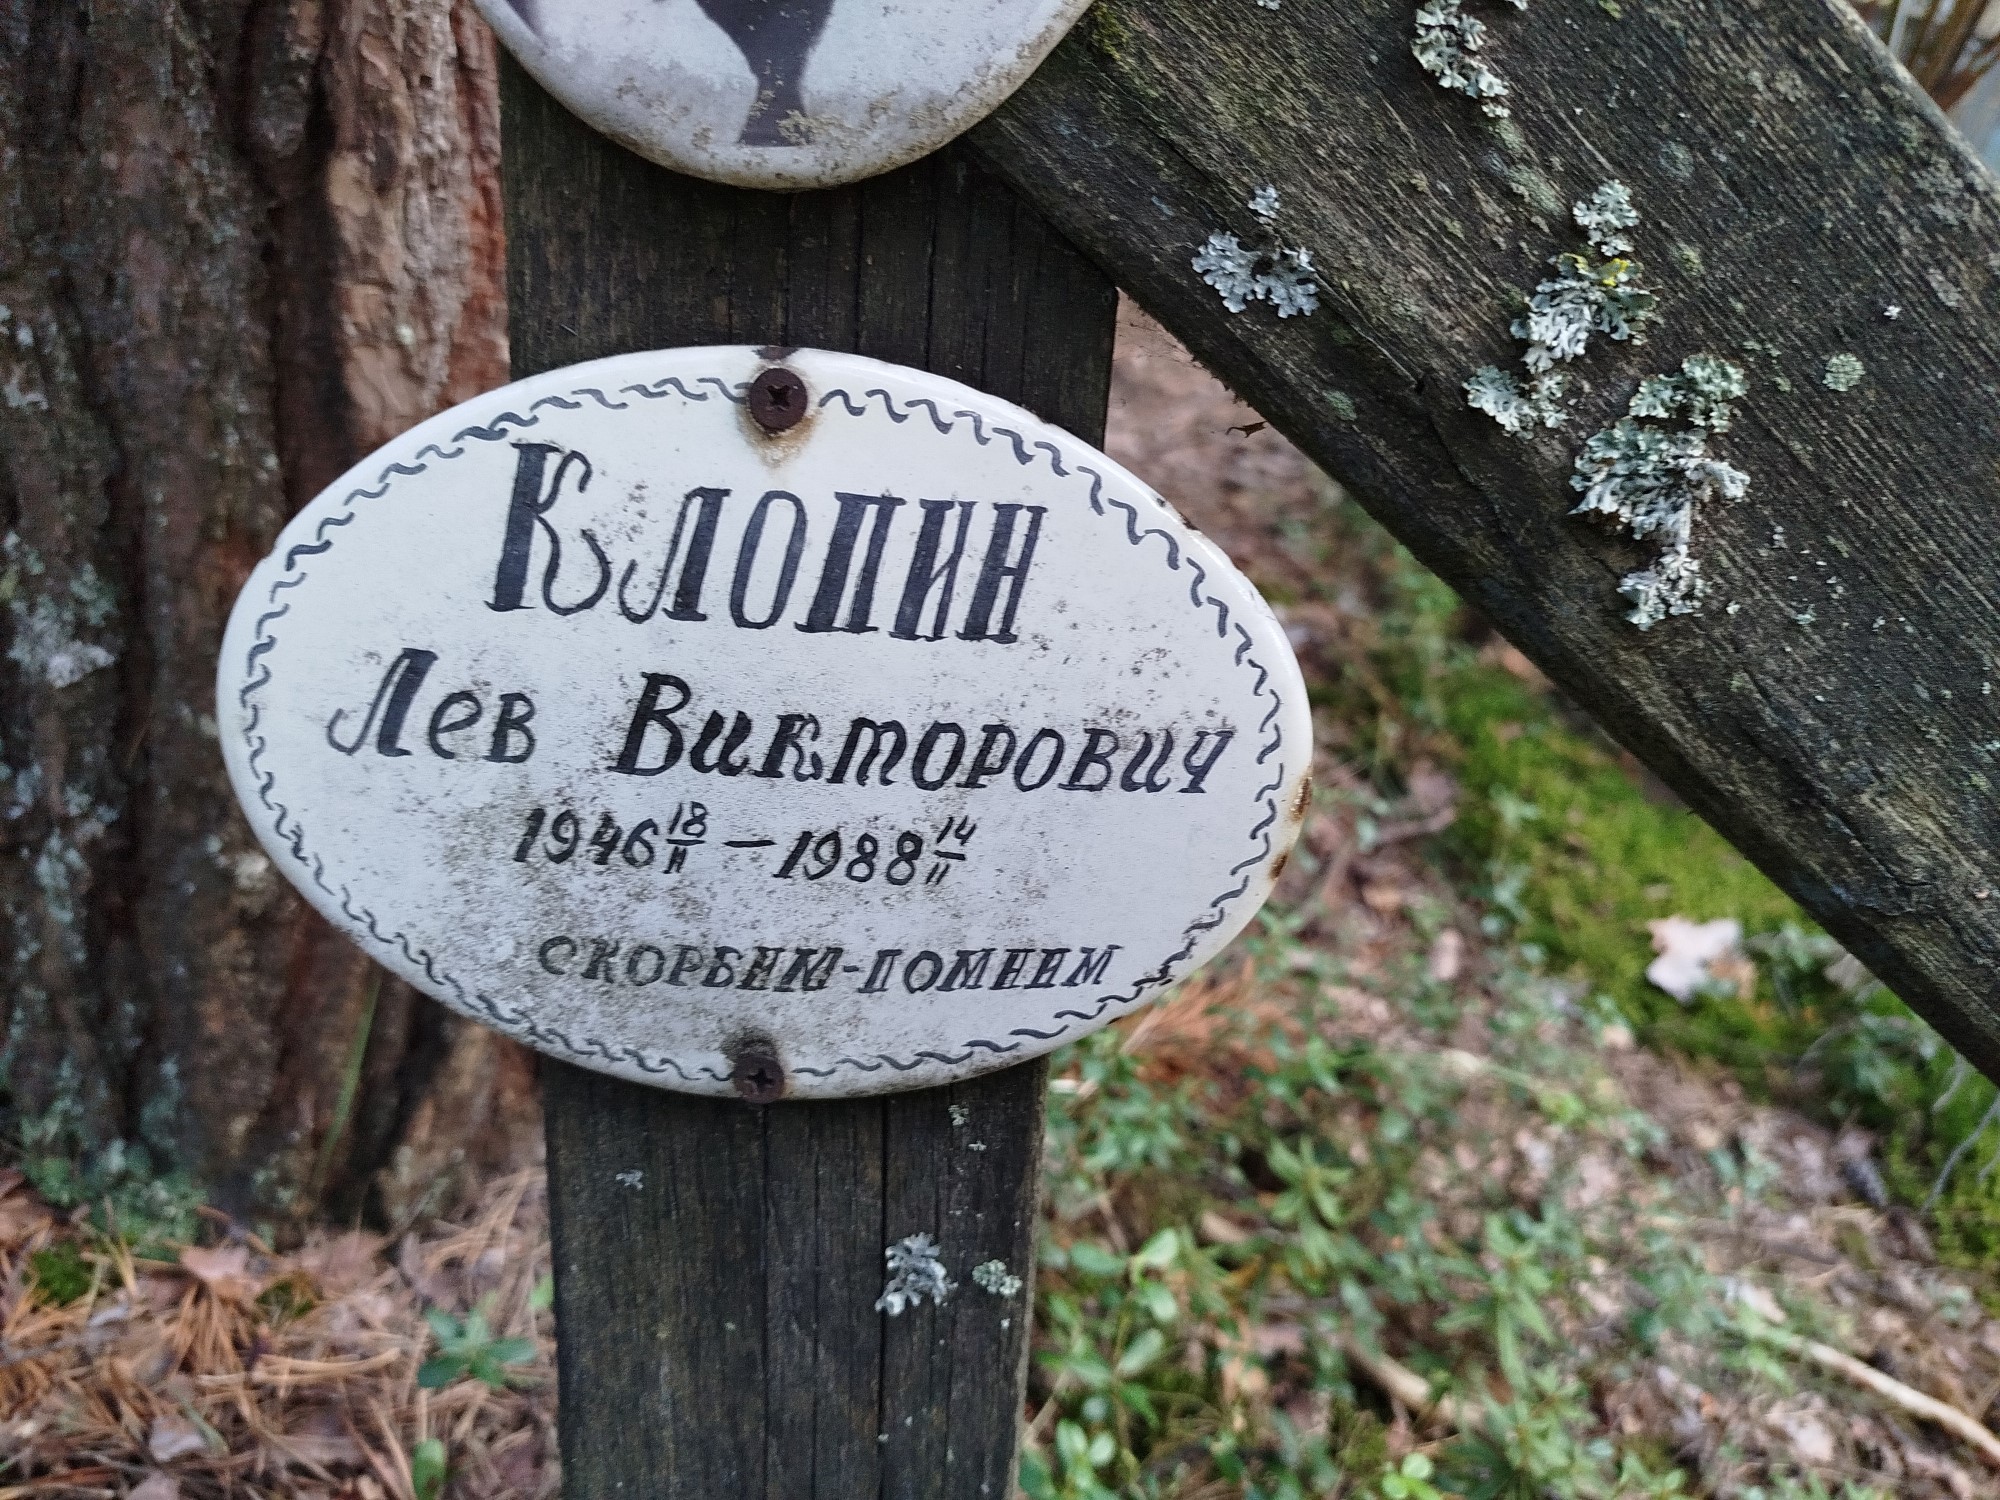 Клопин
Лев Викторович
1946 18/II – 1988 14/II
СКОРБИМ-ПОМНИМ